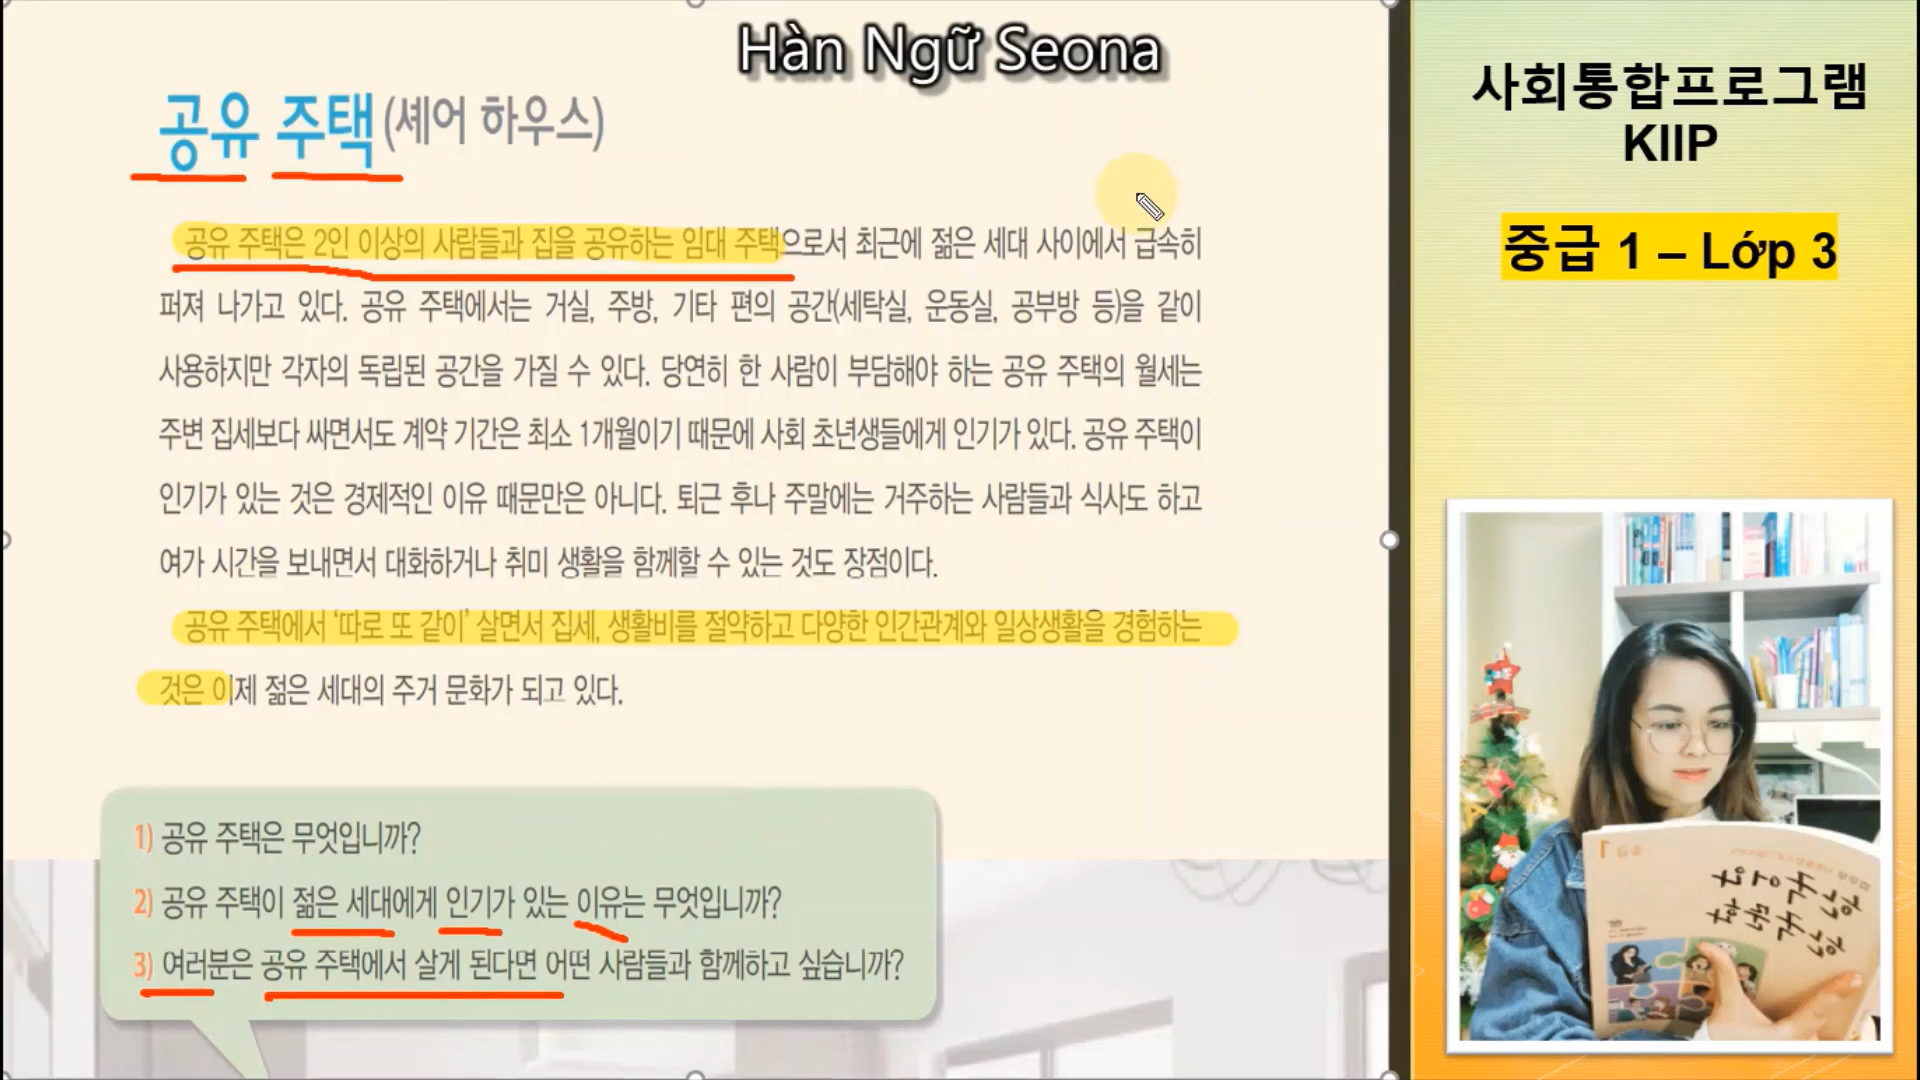 Hàn Ngữ Seona
공유 주택(셰어 하우스)
공유 주택은 2인 이상의 사람들과 집을 공유하는 임대 주택으로서 최근에 젊은 세대 사이에서 급속히
퍼져 나가고 있다. 공유 주택에서는 거실, 주방, 기타 편의 공간(세탁실, 운동실, 공부방 등)을 같이
사용하지만 각자의 독립된 공간을 가질 수 있다. 당연히 한 사람이 부담해야 하는 공유 주택의 월세는
주변 집세보다 싸면서도 계약 기간은 최소 1개월이기 때문에 사회 초년생들에게 인기가 있다. 공유 주택이
인기가 있는 것은 경제적인 이유 때문만은 아니다. 퇴근 후나 주말에는 거주하는 사람들과 식사도 하고
여가 시간을 보내면서 대화하거나 취미 생활을 함께할 수 있는 것도 장점이다.
공유 주택에서 ‘따로 또 같이’ 살면서 집세, 생활비를 절약하고 다양한 인간관계와 일상생활을 경험하는
것은 이제 젊은 세대의 주거 문화가 되고 있다.
1) 공유 주택은 무엇입니까?
2) 공유 주택이 젊은 세대에게 인기가 있는 이유는 무엇입니까?
3) 여러분은 공유 주택에서 살게 된다면 어떤 사람들과 함께하고 싶습니까?
사회통합프로그램
KIIP
중급 1 – Lớp 3